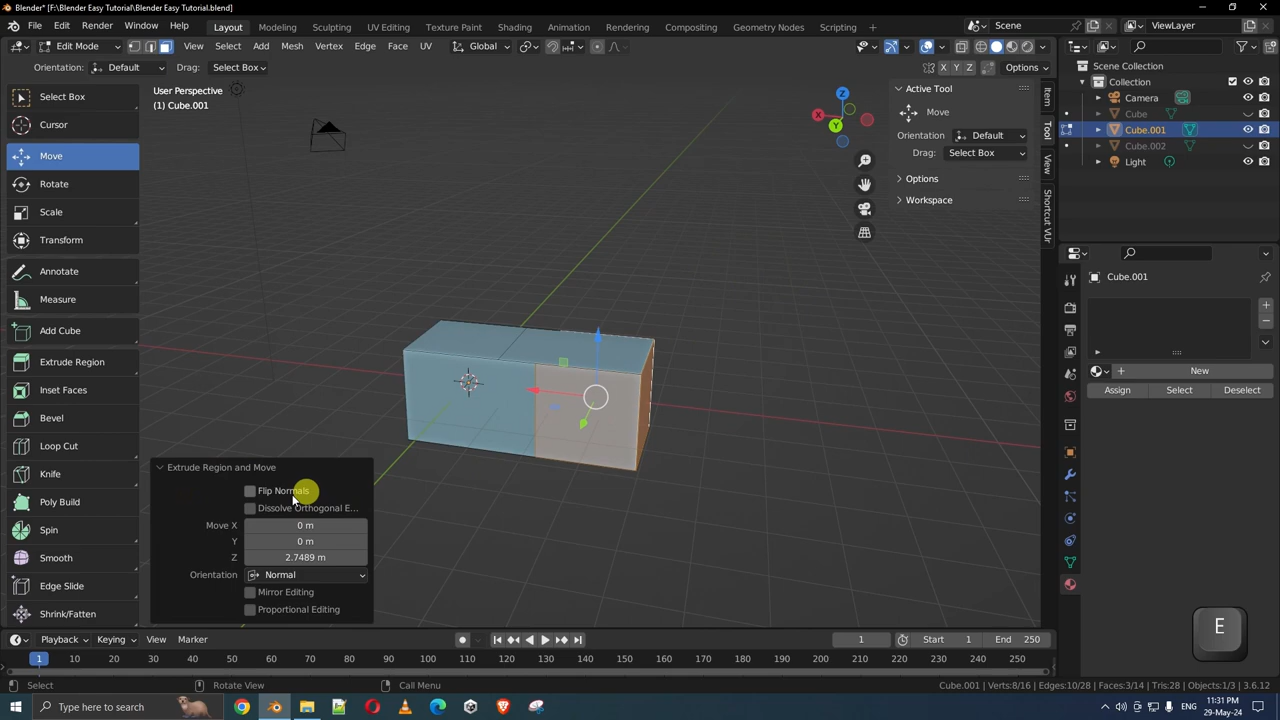 Blender* [F:\Blender Easy Tutorial\Blender Easy Tutorial.blend]
File Edit Render Window Help Layout Modeling Sculpting UV Editing Texture Paint Shading Animation Rendering Compositing Geometry Nodes Scripting Scene ViewLayer
Edit Mode View Select Add Mesh Vertex Edge Face UV Global
Orientation: Default Drag: Select Box X Y Z Options
User Perspective
(1) Cube.001
Select Box
Cursor
Move
Rotate
Scale
Transform
Annotate
Measure
Add Cube
Extrude Region
Inset Faces
Bevel
Loop Cut
Knife
Poly Build
Spin
Smooth
Edge Slide
Shrink/Fatten
Z
X
Y
Active Tool
Move
Orientation Default
Drag: Select Box
Options
Workspace
Item
Tool
View
Shortcut VUr
Scene Collection
Collection
Camera
Cube
Cube.001
Cube.002
Light
Cube.001
New
Assign Select Deselect
Extrude Region and Move
Flip Normals
Dissolve Orthogonal E...
Move X 0 m
Y 0 m
Z 2.7489 m
Orientation Normal
Mirror Editing
Proportional Editing
E
Playback Keying View Marker 1 Start 1 End 250
1 10 20 30 40 50 60 70 80 90 100 110 120 130 140 150 160 170 180 190 200 210 220 230 240 250
Select Rotate View Call Menu Cube.001 | Verts:8/16 | Edges:10/28 | Faces:3/14 | Tris:28 | Objects:1/3 | 3.6.12
Type here to search
11:31 PM
29-May-24